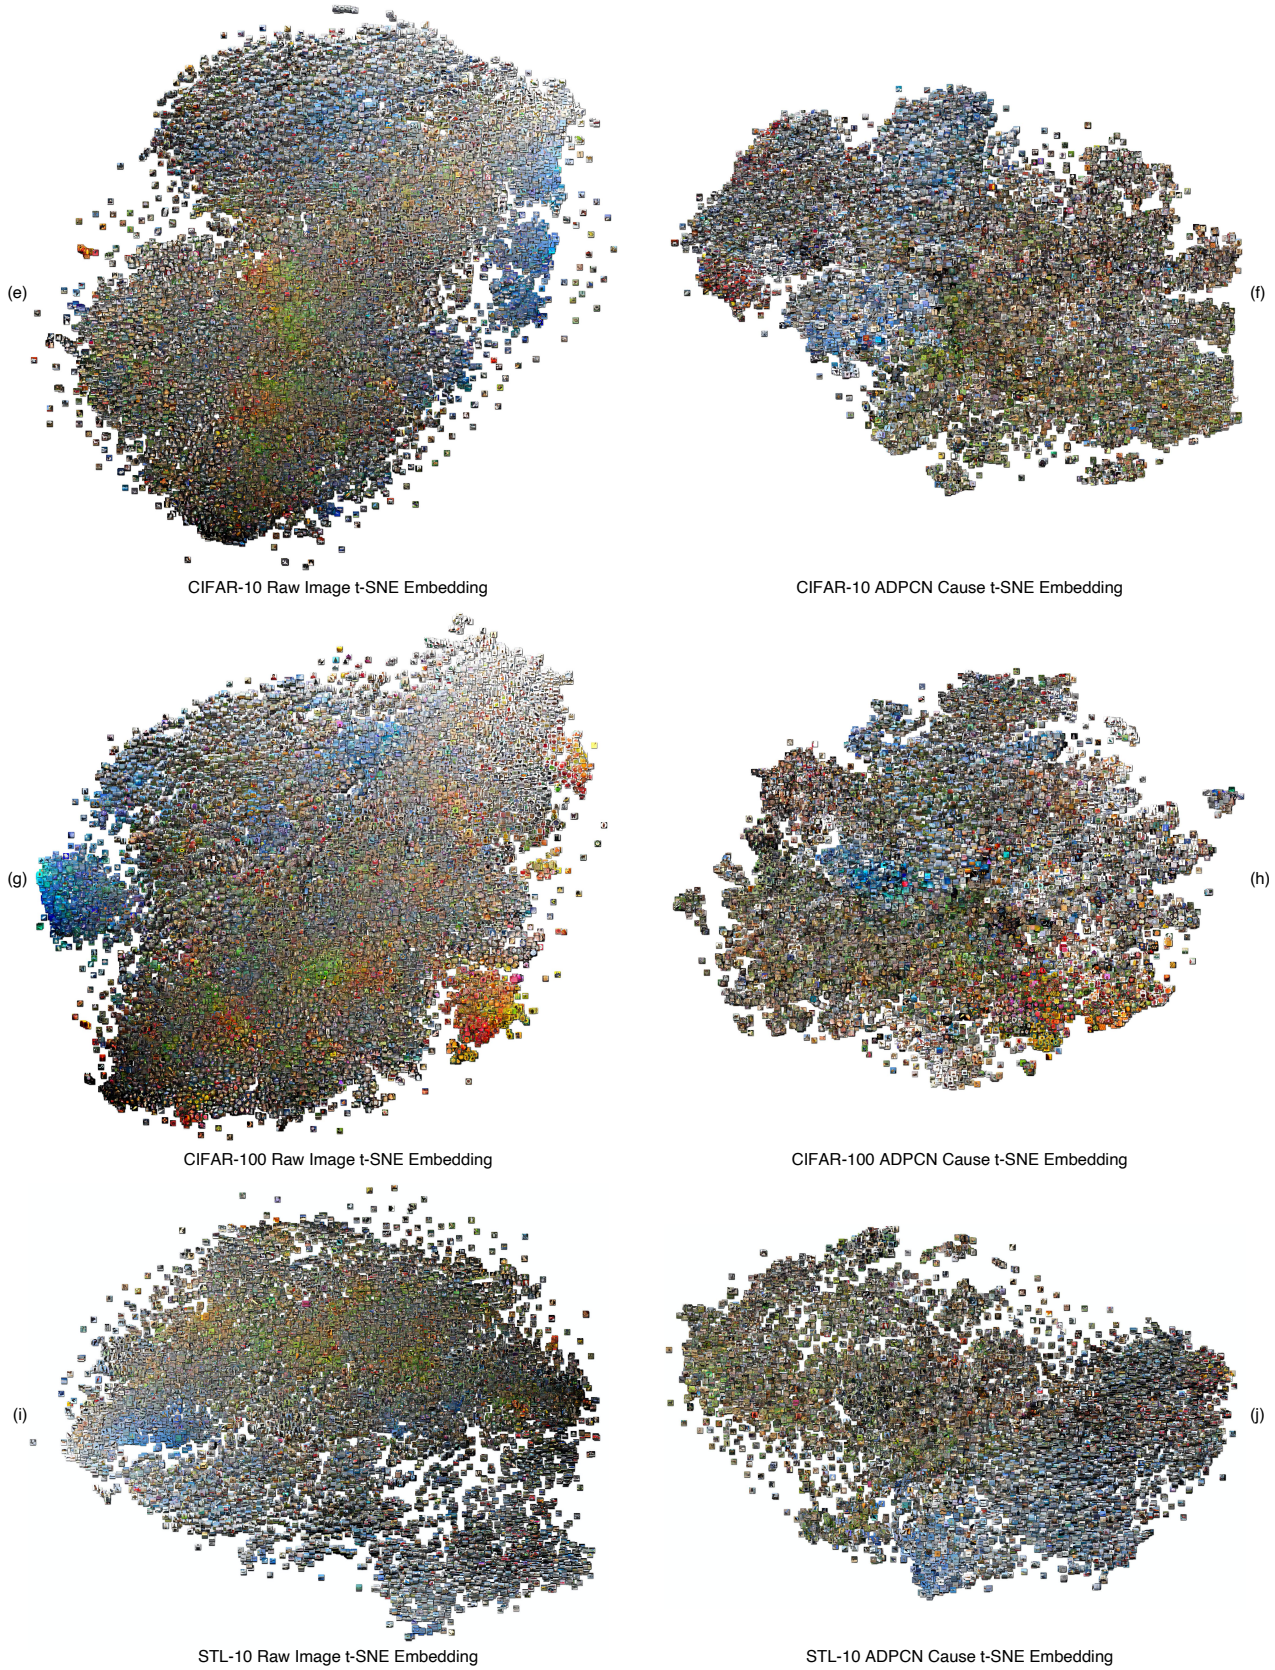 (e)
(f)
CIFAR-10 Raw Image t-SNE Embedding
CIFAR-10 ADPCN Cause t-SNE Embedding
(g)
(h)
CIFAR-100 Raw Image t-SNE Embedding
CIFAR-100 ADPCN Cause t-SNE Embedding
(i)
(j)
STL-10 Raw Image t-SNE Embedding
STL-10 ADPCN Cause t-SNE Embedding